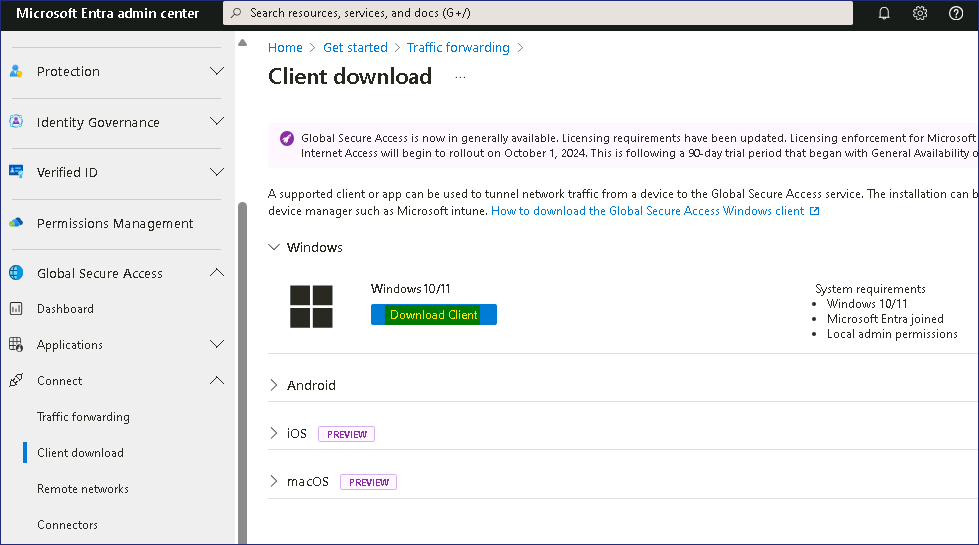 Microsoft Entra admin center
Search resources, services, and docs (G+/)
Protection
Identity Governance
Verified ID
Permissions Management
Global Secure Access
Dashboard
Applications
Connect
Traffic forwarding
Client download
Remote networks
Connectors
Home > Get started > Traffic forwarding >
Client download ...
Global Secure Access is now in generally available. Licensing requirements have been updated. Licensing enforcement for Microsoft
Internet Access will begin to rollout on October 1, 2024. This is following a 90-day trial period that began with General Availability o
A supported client or app can be used to tunnel network traffic from a device to the Global Secure Access service. The installation can b
device manager such as Microsoft intune. How to download the Global Secure Access Windows client
Windows
Windows 10/11
Download Client
System requirements
• Windows 10/11
• Microsoft Entra joined
• Local admin permissions
Android
iOS PREVIEW
macOS PREVIEW